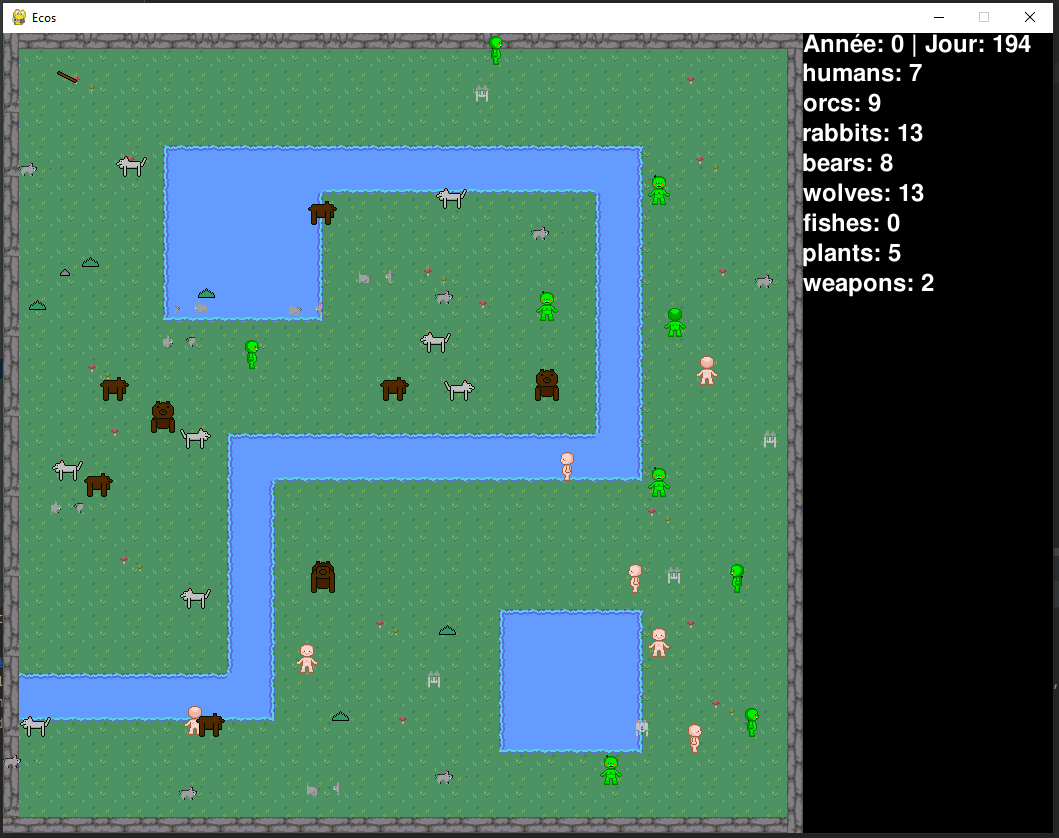 Ecos
Année: 0 | Jour: 194
humans: 7
orcs: 9
rabbits: 13
bears: 8
wolves: 13
fishes: 0
plants: 5
weapons: 2